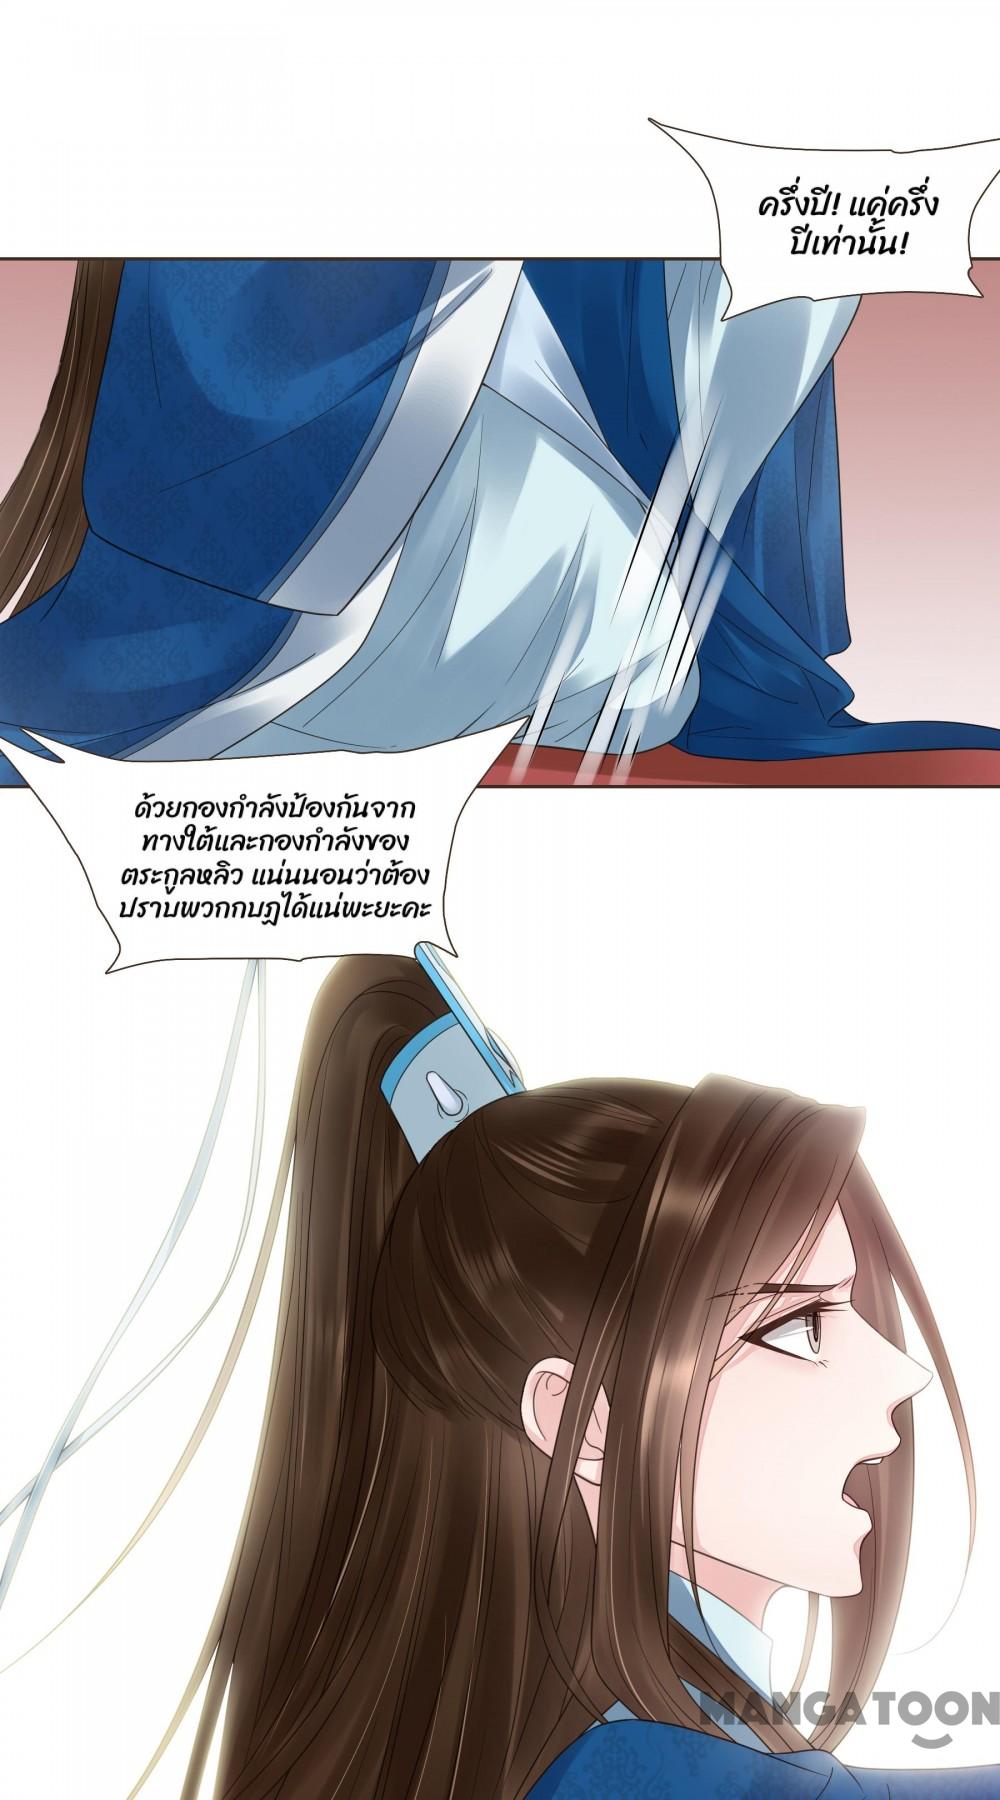 ครึ่งปี! แค่ครึ่ง
ปีเท่านั้น!
ด้วยกองกำลังป้องกันจาก
ทางใต้และกองกำลังของ
ตระกูลหลิว แน่นนอนว่าต้อง
ปราบพวกกบฏได้แน่พะยะคะ
MANGATOON